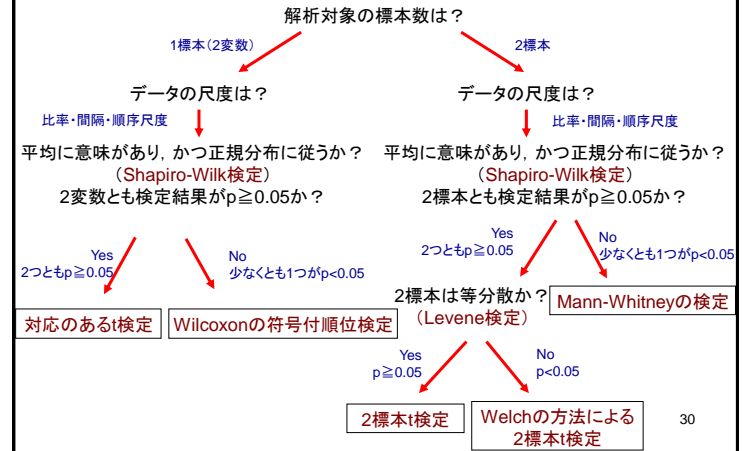 解析対象の標本数は？
1標本（2変数）
2標本
データの尺度は？
データの尺度は？
比率・間隔・順序尺度
比率・間隔・順序尺度
平均に意味があり，かつ正規分布に従うか？
（Shapiro-Wilk検定）
2変数とも検定結果がp≧0.05か？
平均に意味があり，かつ正規分布に従うか？
（Shapiro-Wilk検定）
2標本とも検定結果がp≧0.05か？
Yes
2つともp≧0.05
No
少なくとも1つがp<0.05
Yes
2つともp≧0.05
No
少なくとも1つがp<0.05
対応のあるt検定
Wilcoxonの符号付順位検定
2標本は等分散か？
（Levene検定）
Mann-Whitneyの検定
Yes
p≧0.05
No
p<0.05
2標本t検定
Welchの方法による
2標本t検定
30